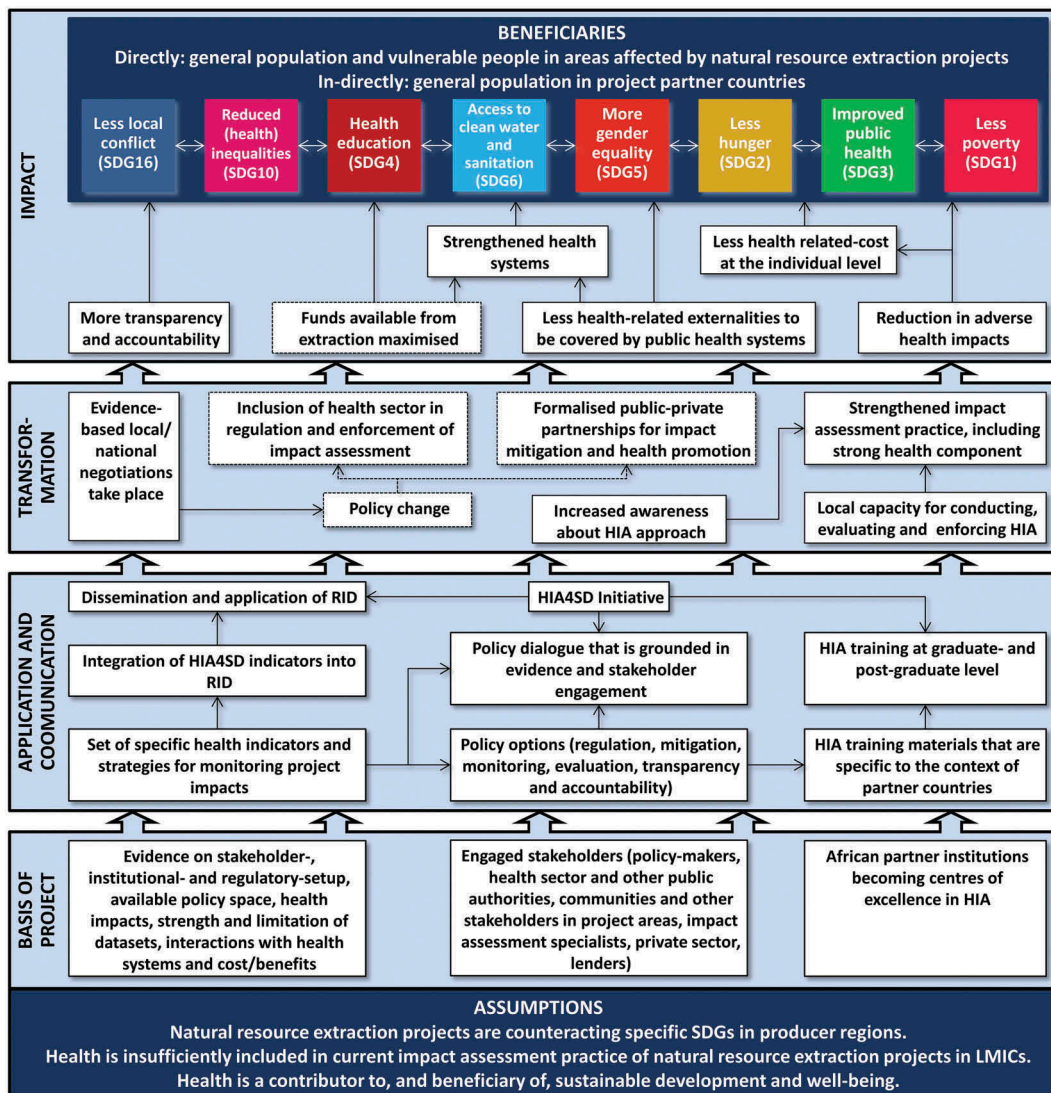 BENEFICIARIES
Directly: general population and vulnerable people in areas affected by natural resource extraction projects
In-directly: general population in project partner countries
IMPACT
Less local
conflict
(SDG16)
Reduced
(health)
inequalities
(SDG10)
Health
education
(SDG4)
Access to
clean water
and
sanitation
(SDG6)
More
gender
equality
(SDG5)
Less
hunger
(SDG2)
Improved
public
health
(SDG3)
Less
poverty
(SDG1)
Strengthened health
systems
Less health related-cost
at the individual level
More transparency
and accountability
Funds available from
extraction maximised
Less health-related externalities to
be covered by public health systems
Reduction in adverse
health impacts
TRANSFOR-
MATION
Evidence-
based local/
national
negotiations
take place
Inclusion of health sector in
regulation and enforcement of
impact assessment
Formalised public-private
partnerships for impact
mitigation and health promotion
Strengthened impact
assessment practice, including
strong health component
Policy change
Increased awareness
about HIA approach
Local capacity for conducting,
evaluating and enforcing HIA
APPLICATION AND
COOMUNICATION
Dissemination and application of RID
HIA4SD Initiative
Integration of HIA4SD indicators into
RID
Policy dialogue that is grounded in
evidence and stakeholder
engagement
HIA training at graduate- and
post-graduate level
Set of specific health indicators and
strategies for monitoring project
impacts
Policy options (regulation, mitigation,
monitoring, evaluation, transparency
and accountability)
HIA training materials that are
specific to the context of
partner countries
BASIS OF
PROJECT
Evidence on stakeholder-,
institutional- and regulatory-setup,
available policy space, health
impacts, strength and limitation of
datasets, interactions with health
systems and cost/benefits
Engaged stakeholders (policy-makers,
health sector and other public
authorities, communities and other
stakeholders in project areas, impact
assessment specialists, private sector,
lenders)
African partner institutions
becoming centres of
excellence in HIA
ASSUMPTIONS
Natural resource extraction projects are counteracting specific SDGs in producer regions.
Health is insufficiently included in current impact assessment practice of natural resource extraction projects in LMICs.
Health is a contributor to, and beneficiary of, sustainable development and well-being.